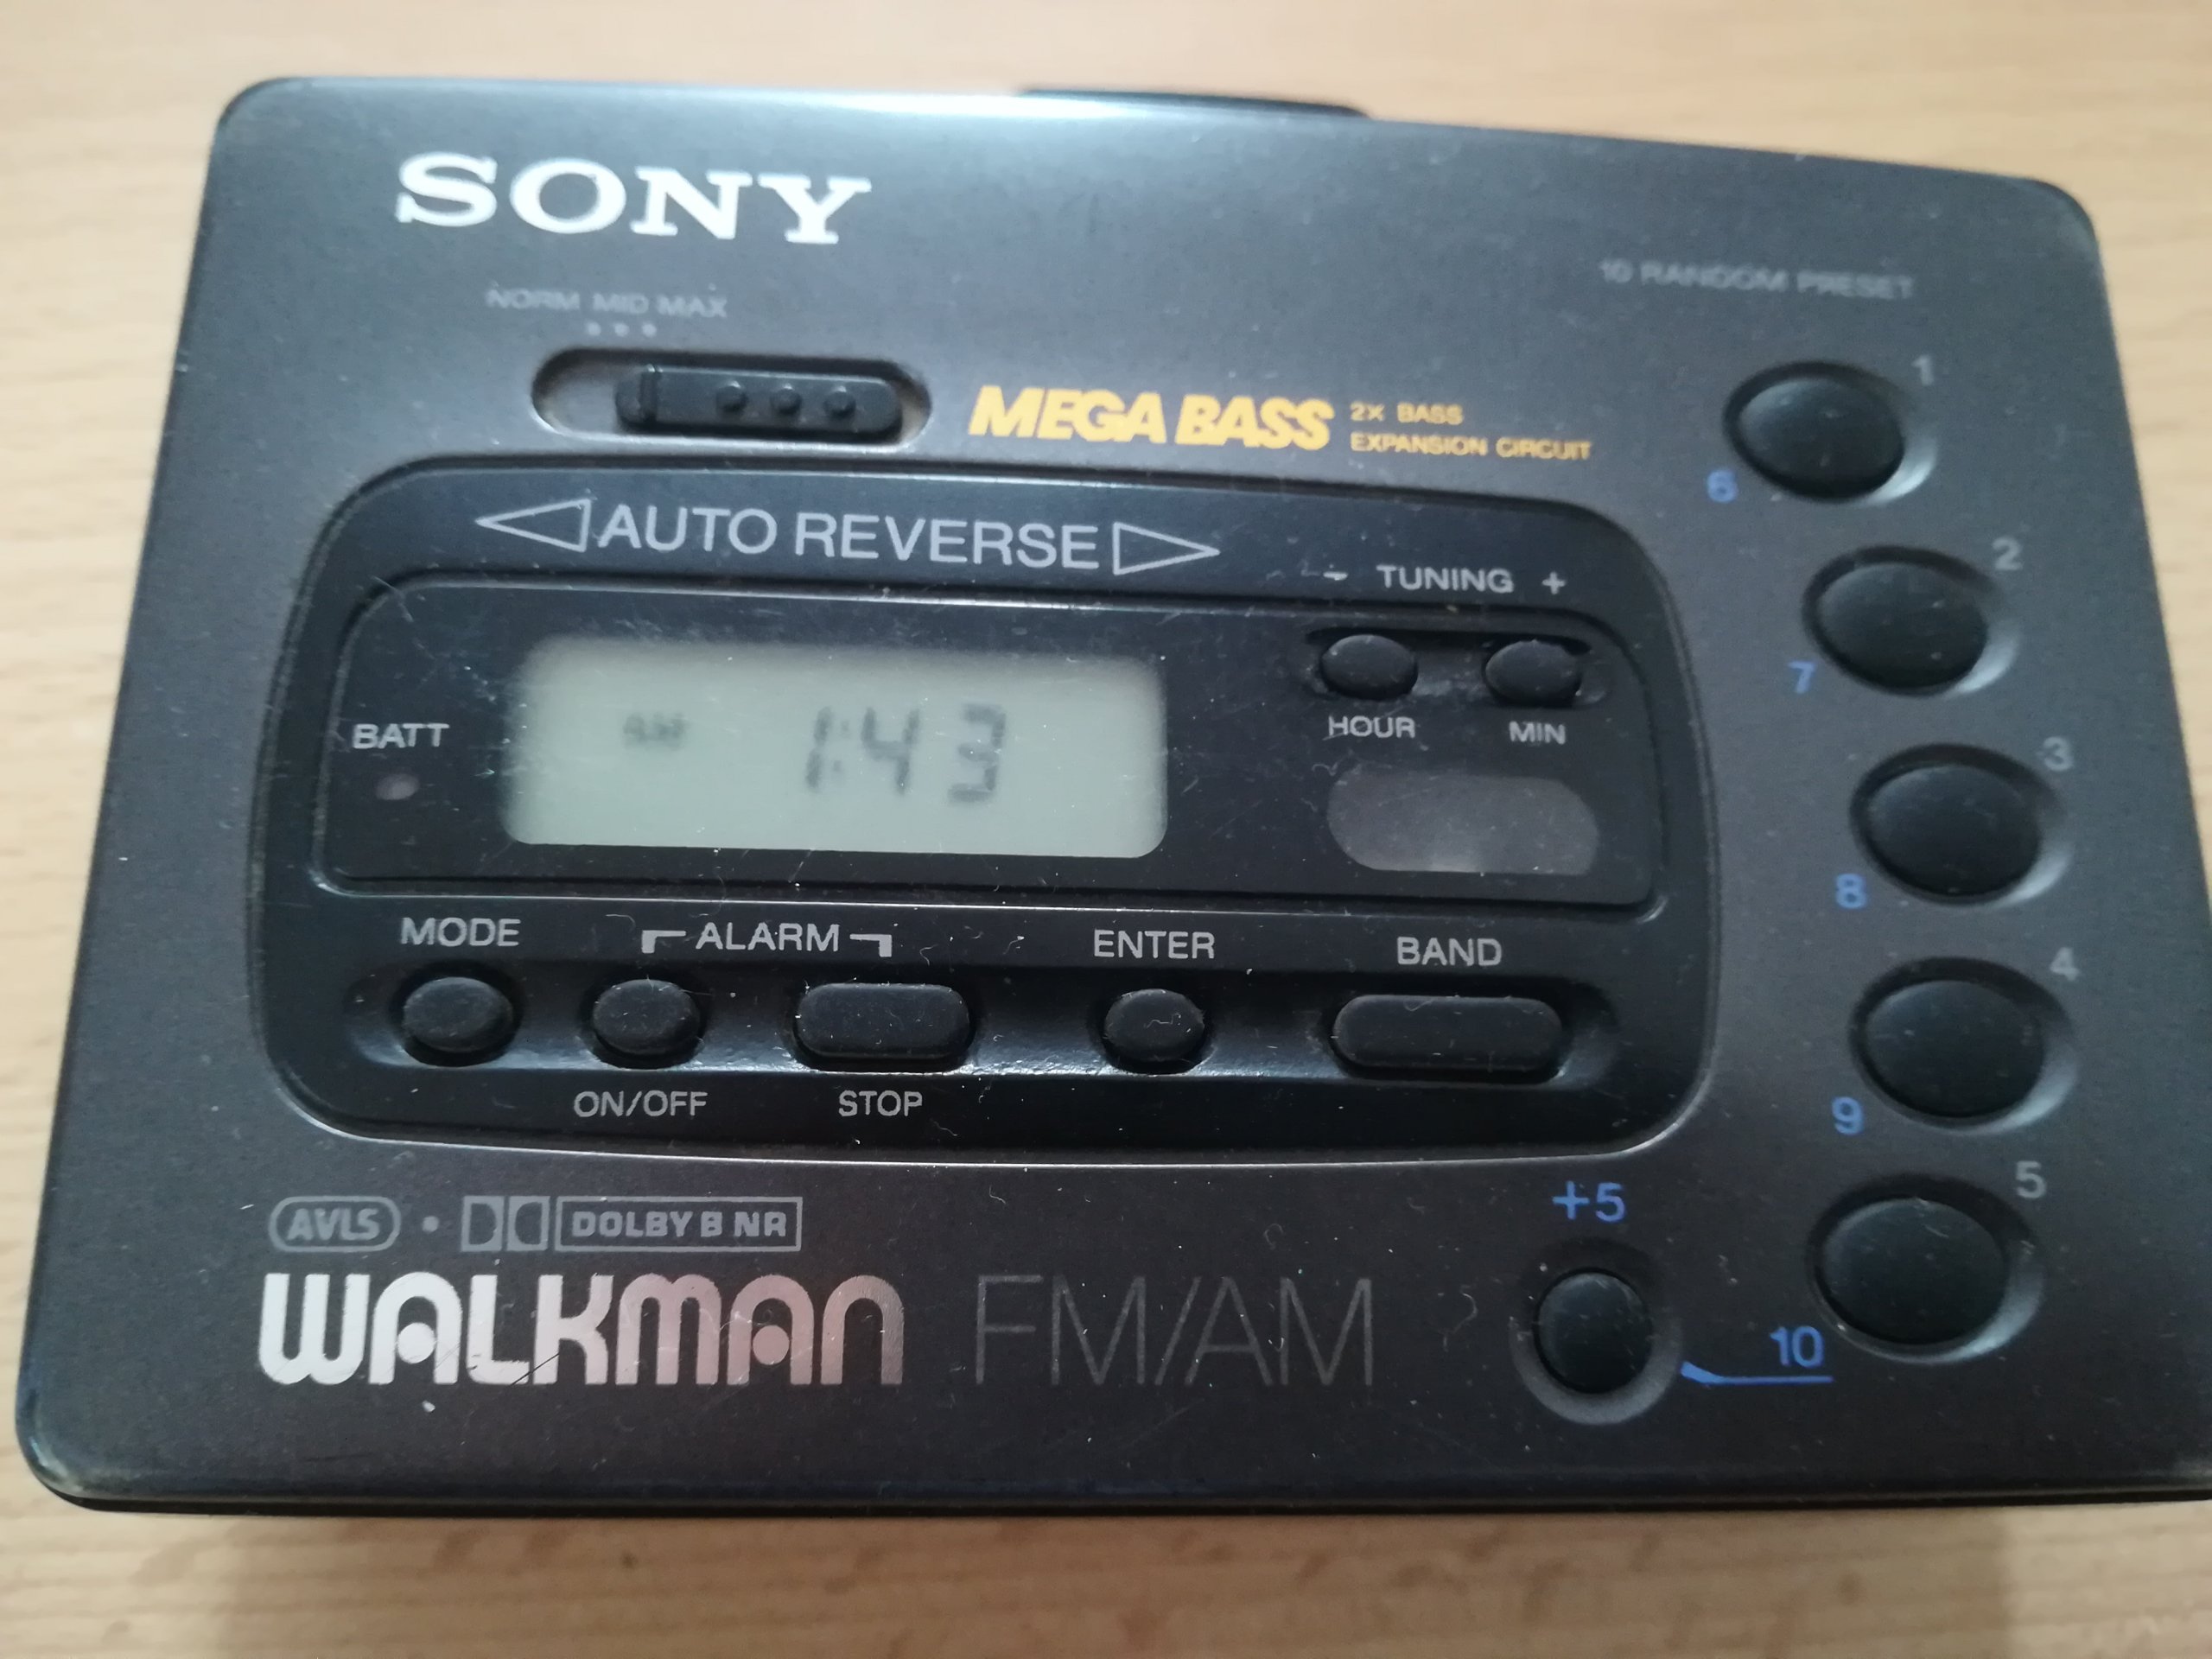 SONY
NORM MID MAX
10 RANDOM PRESET
MEGA BASS
2X BASS
EXPANSION CIRCUIT
1
6
AUTO REVERSE
- TUNING +
2
7
HOUR MIN
BATT
AM 1:43
3
8
MODE ALARM ENTER BAND
ON/OFF STOP
4
9
5
+5
10
AVLS • DOLBY B NR
WALKMAN FM/AM